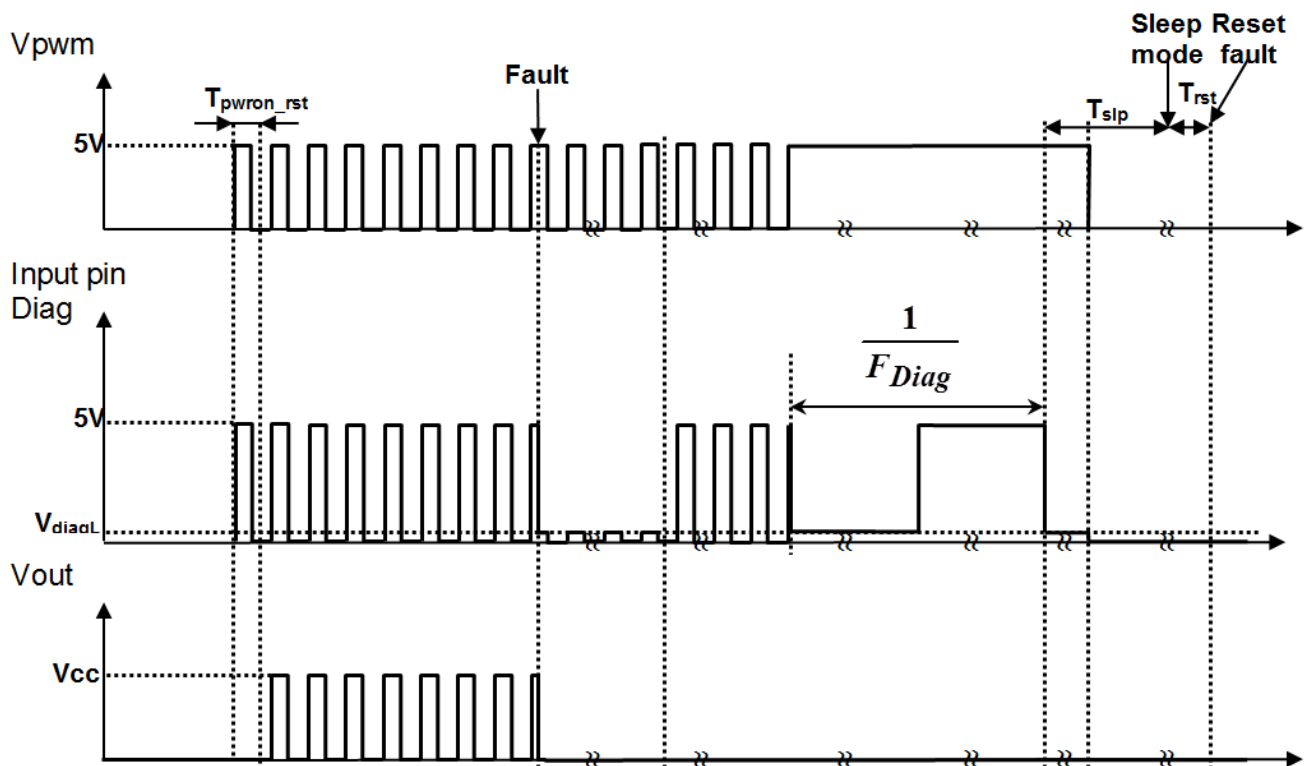 Sleep Reset
Vpwm
mode fault
Fault
Tpwron_rst
Trst
Tslp
5V
Input pin
Diag
1
FDiag
5V
VdiagL
Vout
Vcc